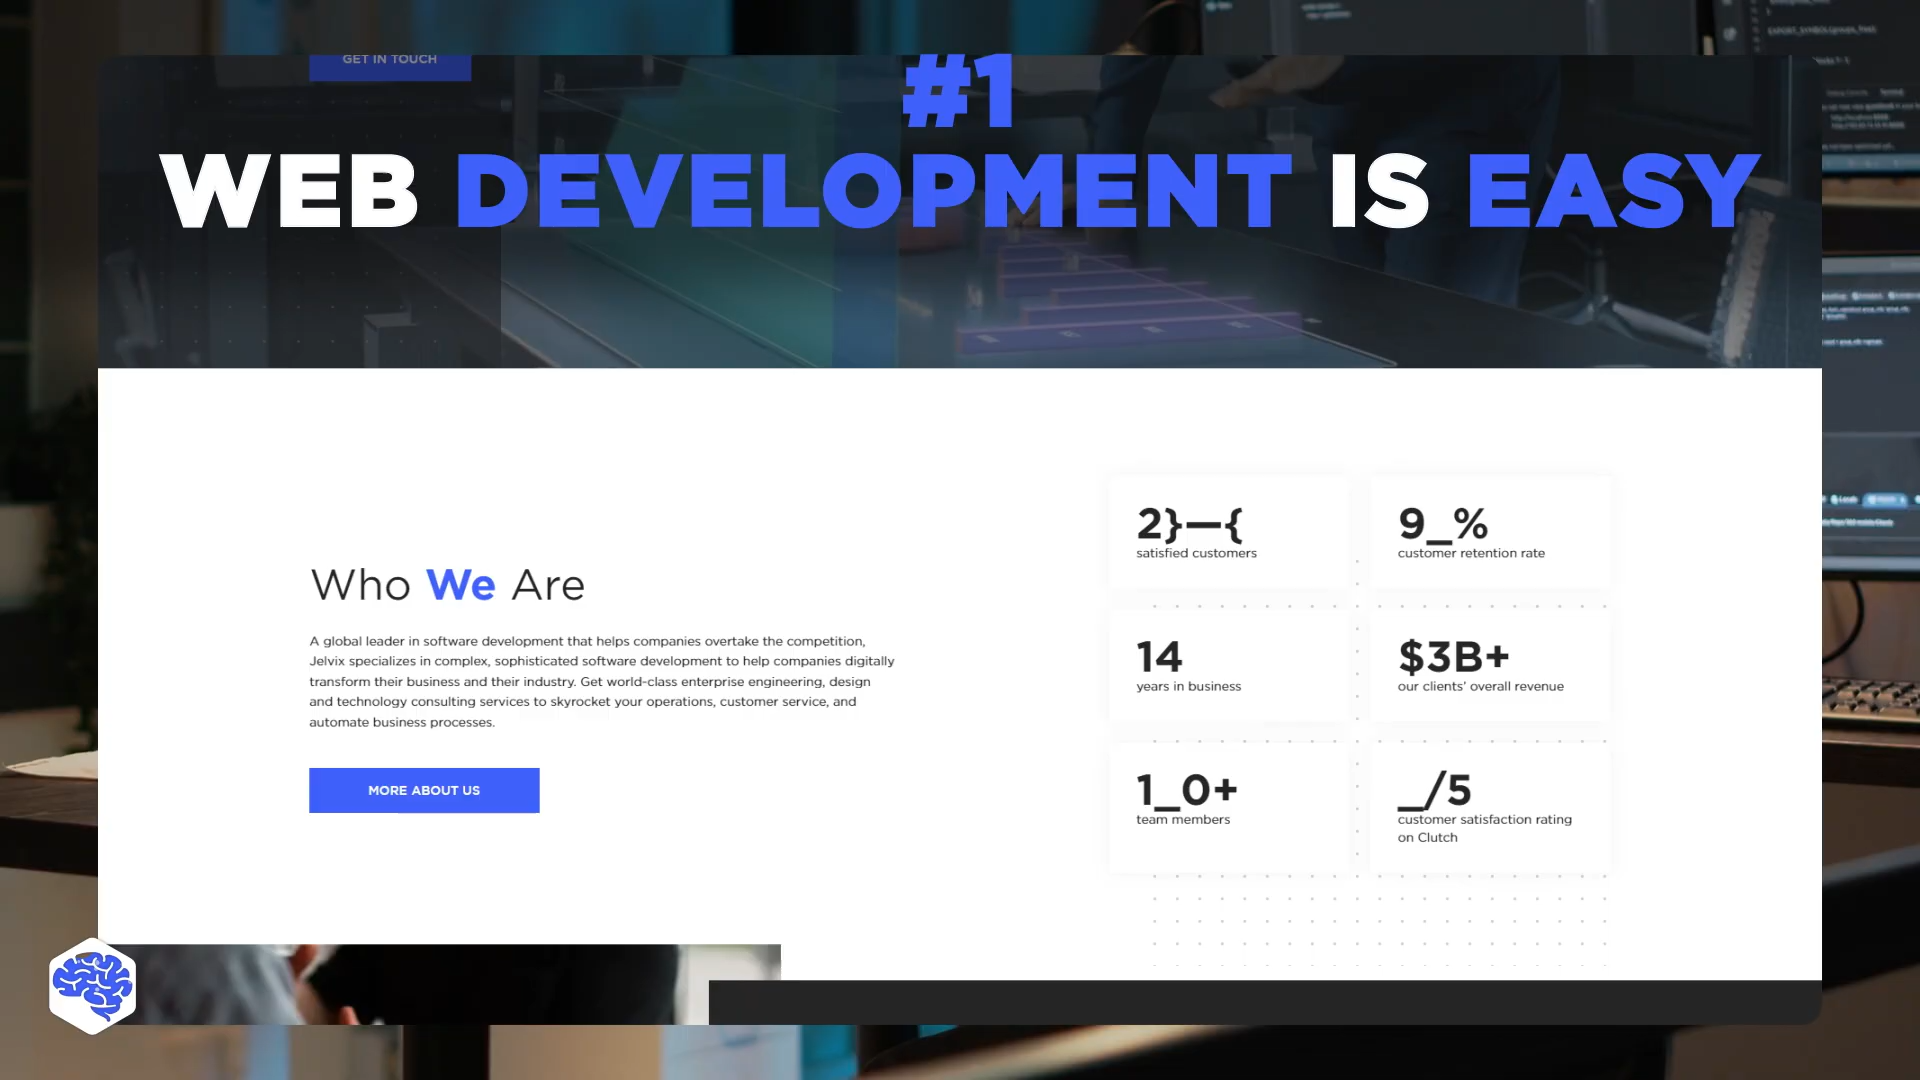 GET IN TOUCH
#1
WEB DEVELOPMENT IS EASY
Who We Are
A global leader in software development that helps companies overtake the competition,
Jelvix specializes in complex, sophisticated software development to help companies digitally
transform their business and their industry. Get world-class enterprise engineering, design
and technology consulting services to skyrocket your operations, customer service, and
automate business processes.
MORE ABOUT US
2}—{
satisfied customers
9_%
customer retention rate
14
years in business
$3B+
our clients’ overall revenue
1_0+
team members
_/5
customer satisfaction rating
on Clutch